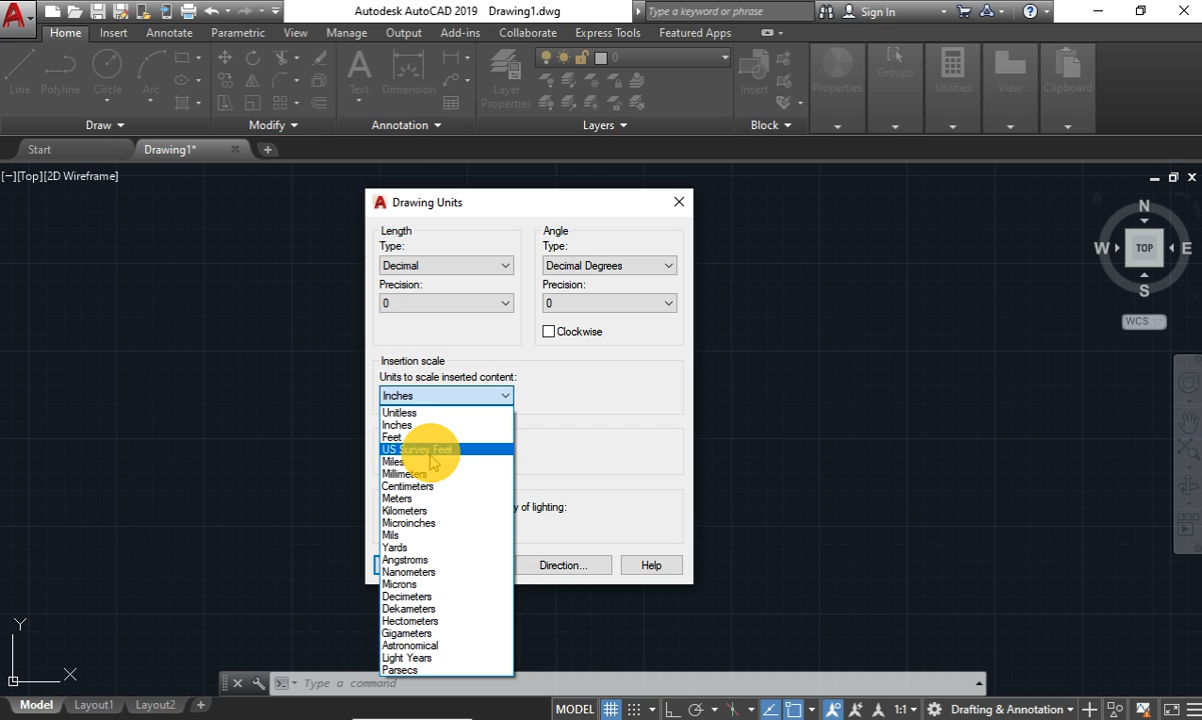 Autodesk AutoCAD 2019 Drawing1.dwg
Type a keyword or phrase
Sign In
Home Insert Annotate Parametric View Manage Output Add-ins Collaborate Express Tools Featured Apps
Line Polyline Circle Arc
Text Dimension
Layer Properties
0
Insert
Properties
Groups
Utilities
View
Clipboard
Draw Modify Annotation Layers Block
Start Drawing1*
[−][Top][2D Wireframe]
Drawing Units
Length
Type:
Decimal
Precision:
0
Angle
Type:
Decimal Degrees
Precision:
0
Clockwise
Insertion scale
Units to scale inserted content:
Inches
Unitless
Inches
Feet
US Survey Feet
Miles
Millimeters
Centimeters
Meters
Kilometers
Microinches
Mils
Yards
Angstroms
Nanometers
Microns
Decimeters
Dekameters
Hectometers
Gigameters
Astronomical
Light Years
Parsecs
y of lighting:
Direction... Help
N
W TOP E
S
WCS
Y
X
Type a command
Model Layout1 Layout2
MODEL 1:1 Drafting & Annotation